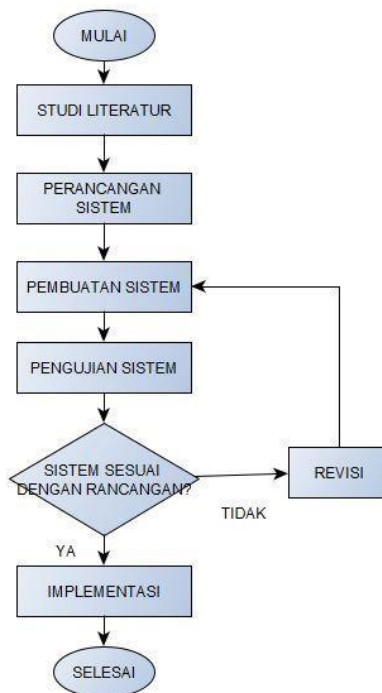 MULAI
STUDI LITERATUR
PERANCANGAN
SISTEM
PEMBUATAN SISTEM
PENGUJIAN SISTEM
SISTEM SESUAI
DENGAN RANCANGAN?
REVISI
TIDAK
YA
IMPLEMENTASI
SELESAI